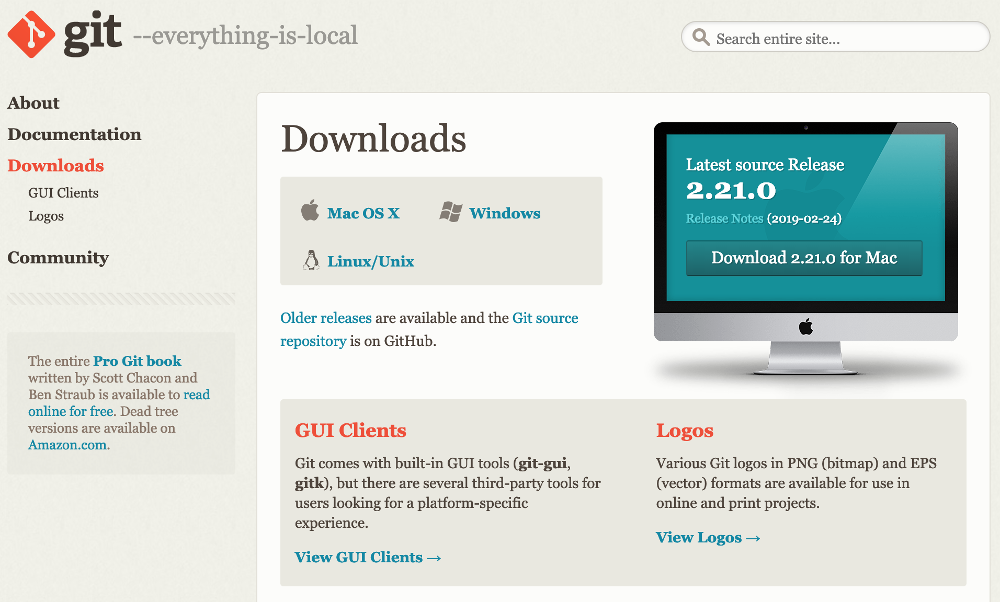 git --everything-is-local
Search entire site...
About
Documentation
Downloads
GUI Clients
Logos
Community
The entire Pro Git book
written by Scott Chacon and
Ben Straub is available to read
online for free. Dead tree
versions are available on
Amazon.com.
Downloads
Mac OS X
Windows
Linux/Unix
Older releases are available and the Git source
repository is on GitHub.
Latest source Release
2.21.0
Release Notes (2019-02-24)
Download 2.21.0 for Mac
GUI Clients
Git comes with built-in GUI tools (git-gui,
gitk), but there are several third-party tools for
users looking for a platform-specific
experience.
View GUI Clients →
Logos
Various Git logos in PNG (bitmap) and EPS
(vector) formats are available for use in
online and print projects.
View Logos →